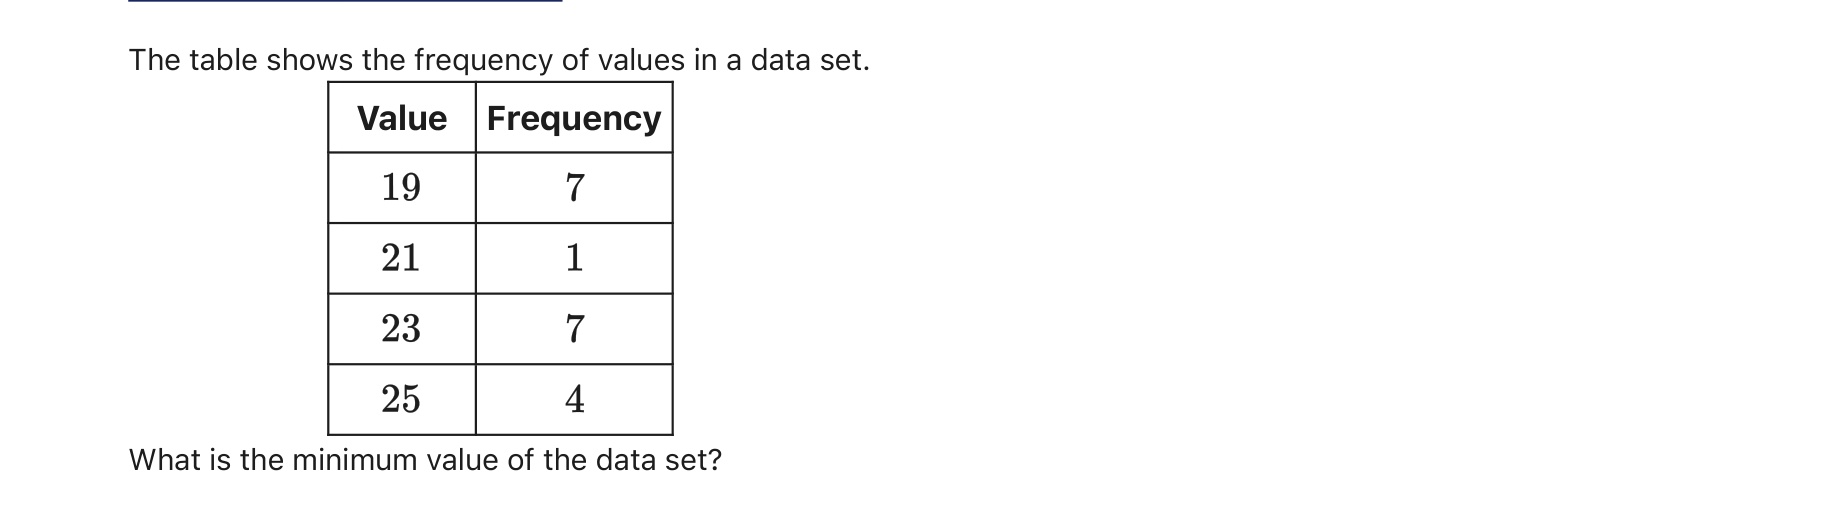 The table shows the frequency of values in a data set.
Value Frequency
19 7
21 1
23 7
25 4
What is the minimum value of the data set?